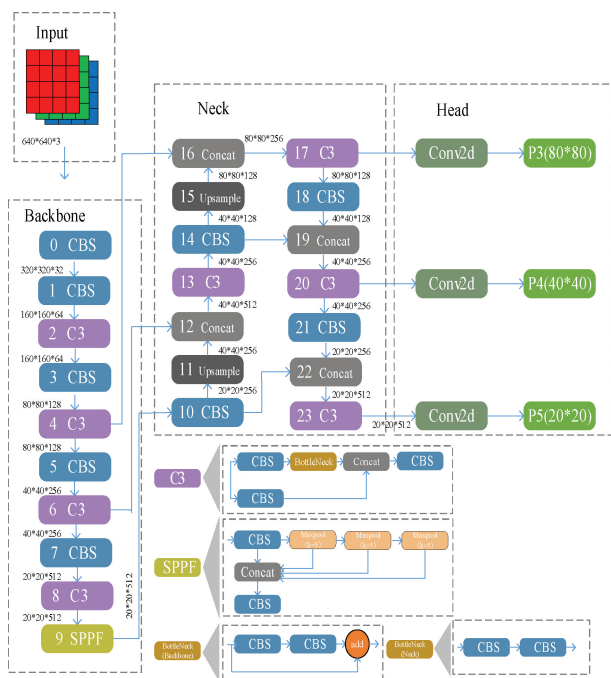 Input
640*640*3
Backbone
0 CBS
320*320*32
1 CBS
160*160*64
2 C3
160*160*64
3 CBS
80*80*128
4 C3
80*80*128
5 CBS
40*40*256
6 C3
40*40*256
7 CBS
20*20*512
8 C3
20*20*512
9 SPPF
20*20*512
Neck
16 Concat
80*80*256
80*80*128
15 Upsample
40*40*128
14 CBS
40*40*256
13 C3
40*40*512
12 Concat
40*40*256
11 Upsample
20*20*256
10 CBS
17 C3
80*80*128
18 CBS
40*40*128
19 Concat
40*40*256
20 C3
40*40*256
21 CBS
20*20*256
22 Concat
20*20*512
23 C3
20*20*512
Head
Conv2d
P3(80*80)
Conv2d
P4(40*40)
Conv2d
P5(20*20)
C3
CBS
BottleNeck
Concat
CBS
CBS
SPPF
CBS
Maxpool
(k=5)
Maxpool
(k=5)
Maxpool
(k=5)
Concat
CBS
BottleNeck
(Backbone)
CBS
CBS
add
BottleNeck
(Neck)
CBS
CBS